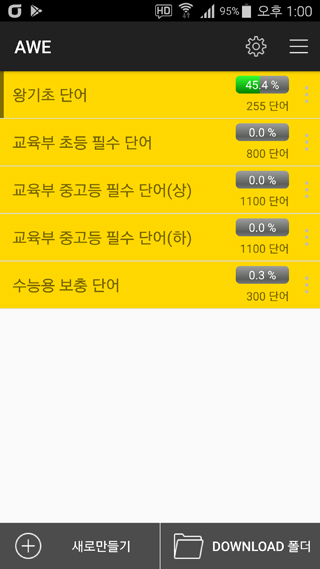 HD 95% 오후 1:00
AWE
왕기초 단어
45.4 %
255 단어
교육부 초등 필수 단어
0.0 %
800 단어
교육부 중고등 필수 단어(상)
0.0 %
1100 단어
교육부 중고등 필수 단어(하)
0.0 %
1100 단어
수능용 보충 단어
0.3 %
300 단어
새로만들기
DOWNLOAD 폴더